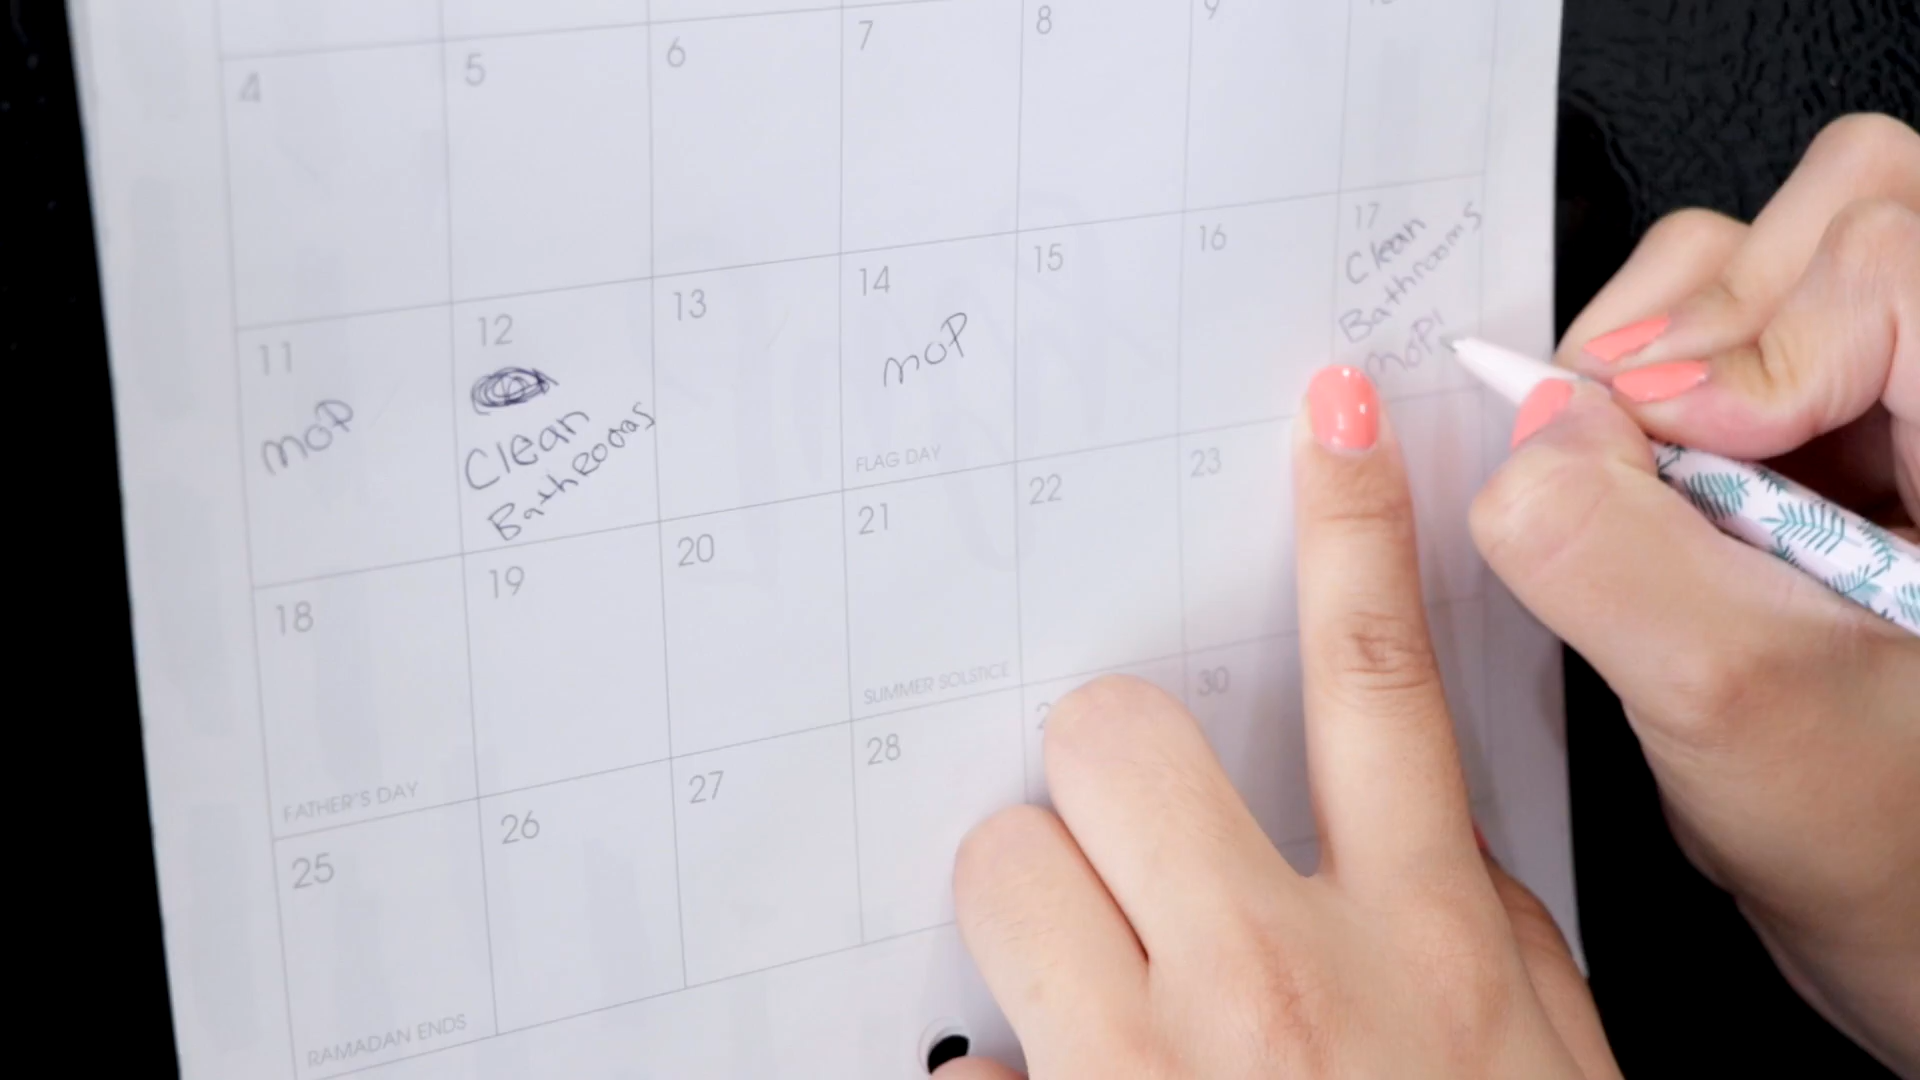 4 5 6 7 8 9
11 12 13 14 15 16 17
moP
Clean
BathRooms
moP
FLAG DAY
Clean
Bathrooms
moP!
18 19 20 21 22 23
FATHER'S DAY
SUMMER SOLSTICE
25 26 27 28 30
RAMADAN ENDS